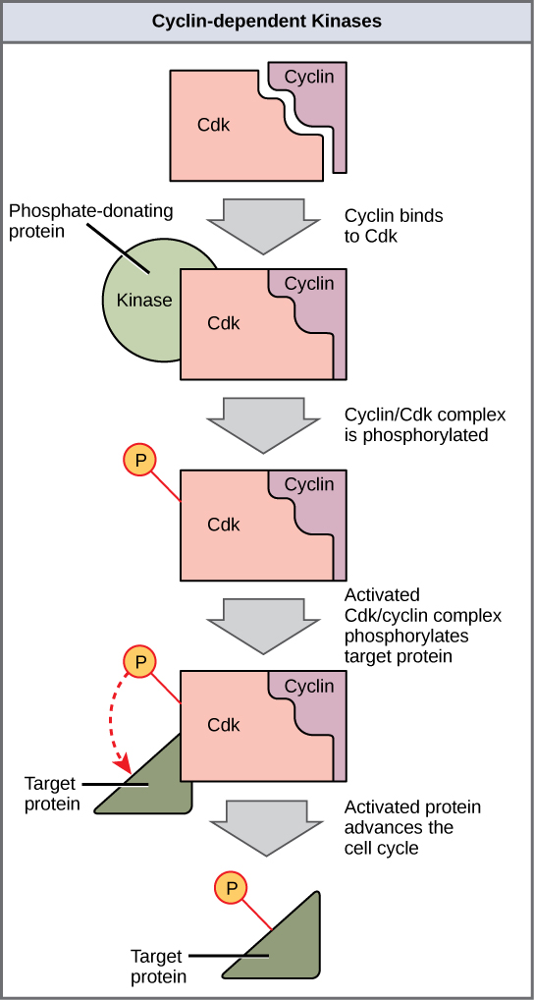 Cyclin-dependent Kinases
Cyclin
Cdk
Cyclin binds
to Cdk
Phosphate-donating
protein
Kinase
Cyclin
Cdk
Cyclin/Cdk complex
is phosphorylated
P
Cyclin
Cdk
Activated
Cdk/cyclin complex
phosphorylates
target protein
P
Cyclin
Cdk
Target
protein
Activated protein
advances the
cell cycle
P
Target
protein